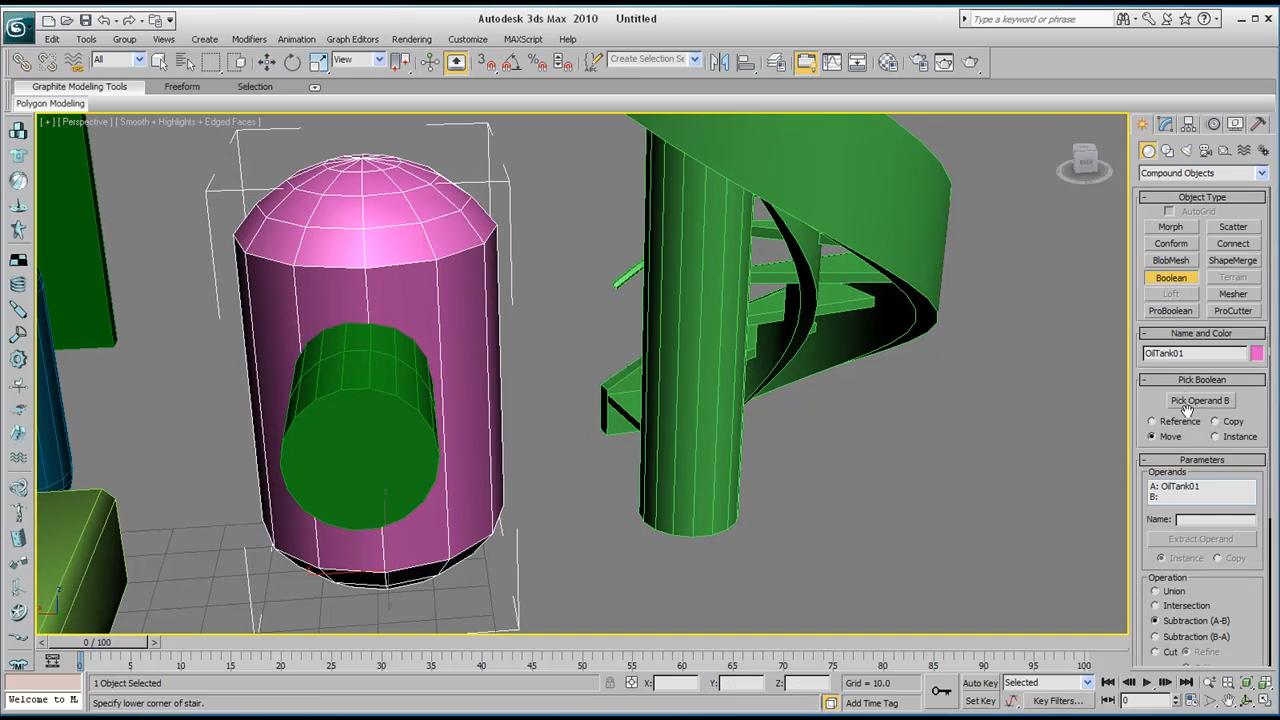 Autodesk 3ds Max 2010 Untitled
Type a keyword or phrase
Edit Tools Group Views Create Modifiers Animation Graph Editors Rendering Customize MAXScript Help
All View Create Selection Se
Graphite Modeling Tools Freeform Selection
Polygon Modeling
[ + ] [ Perspective ] [ Smooth + Highlights + Edged Faces ]
Compound Objects
Object Type
AutoGrid
Morph Scatter
Conform Connect
BlobMesh ShapeMerge
Boolean Terrain
Loft Mesher
ProBoolean ProCutter
Name and Color
OilTank01
Pick Boolean
Pick Operand B
Reference Copy
Move Instance
Parameters
Operands
A: OilTank01
B:
Name:
Extract Operand
Instance Copy
Operation
Union
Intersection
Subtraction (A-B)
Subtraction (B-A)
Cut Refine
0 / 100
5 10 15 20 25 30 35 40 45 50 55 60 65 70 75 80 85 90 95 100
1 Object Selected X: Y: Z: Grid = 10.0 Auto Key Selected
Welcome to M Specify lower corner of stair. Add Time Tag Set Key Key Filters... 0